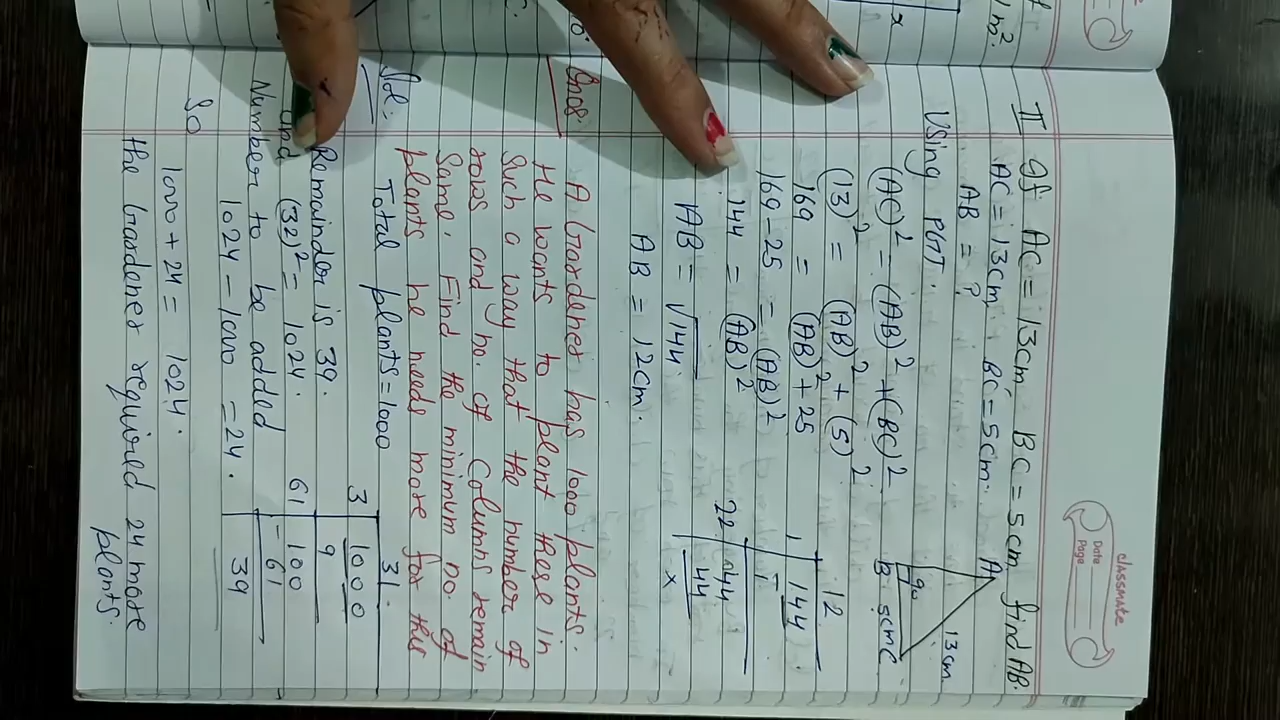 classmate
Date
Page
II If AC = 13cm BC = 5cm find AB.
AC = 13cm BC = 5cm.
AB = ?
Using PGT.
(AC)² = (AB)² + (BC)²
(13)² = (AB)² + (5)²
169 = (AB)² + 25
169 - 25 = (AB)²
144 = (AB)²
AB = √144
AB = 12cm.
A
90
13cm
B 5cm C
12
1 144
22 44
44
x
Ques: A Gardener has 1000 plants.
He wants to plant these in
Such a way that the number of
rows and no. of Columns remain
Same. Find the minimum no. of
plants he needs more for this
Sol: Total plants = 1000
31
3 1000
9
61 100
- 61
39
Remainder is 39.
and (32)² = 1024.
Number to be added
1024 - 1000 = 24.
So
1000 + 24 = 1024.
the Gardener requird 24 more
plants.
m².
x